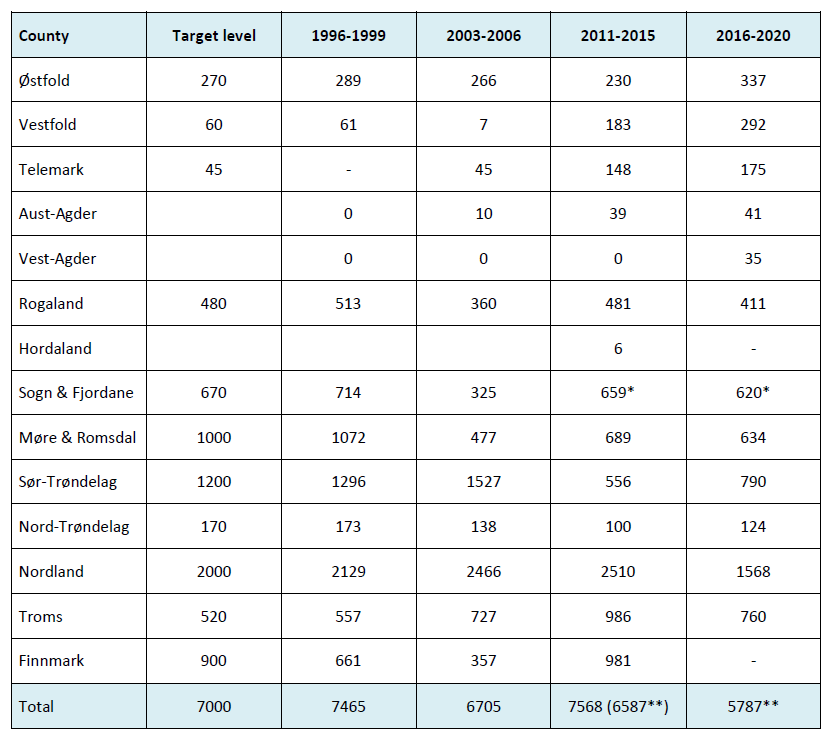 County Target level 1996-1999 2003-2006 2011-2015 2016-2020
Østfold 270 289 266 230 337
Vestfold 60 61 7 183 292
Telemark 45 - 45 148 175
Aust-Agder 0 10 39 41
Vest-Agder 0 0 0 35
Rogaland 480 513 360 481 411
Hordaland 6 -
Sogn & Fjordane 670 714 325 659* 620*
Møre & Romsdal 1000 1072 477 689 634
Sør-Trøndelag 1200 1296 1527 556 790
Nord-Trøndelag 170 173 138 100 124
Nordland 2000 2129 2466 2510 1568
Troms 520 557 727 986 760
Finnmark 900 661 357 981 -
Total 7000 7465 6705 7568 (6587**) 5787**